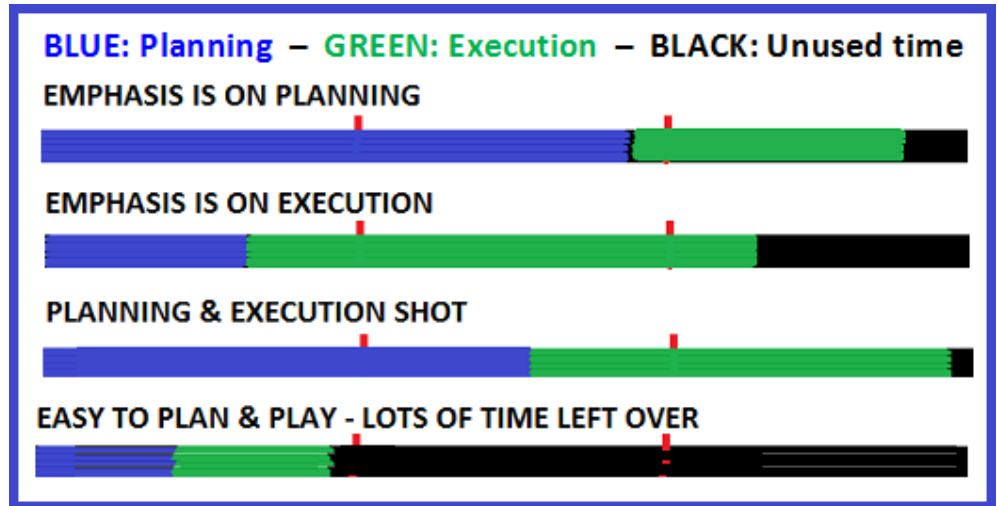 BLUE: Planning – GREEN: Execution – BLACK: Unused time
EMPHASIS IS ON PLANNING
EMPHASIS IS ON EXECUTION
PLANNING & EXECUTION SHOT
EASY TO PLAN & PLAY - LOTS OF TIME LEFT OVER